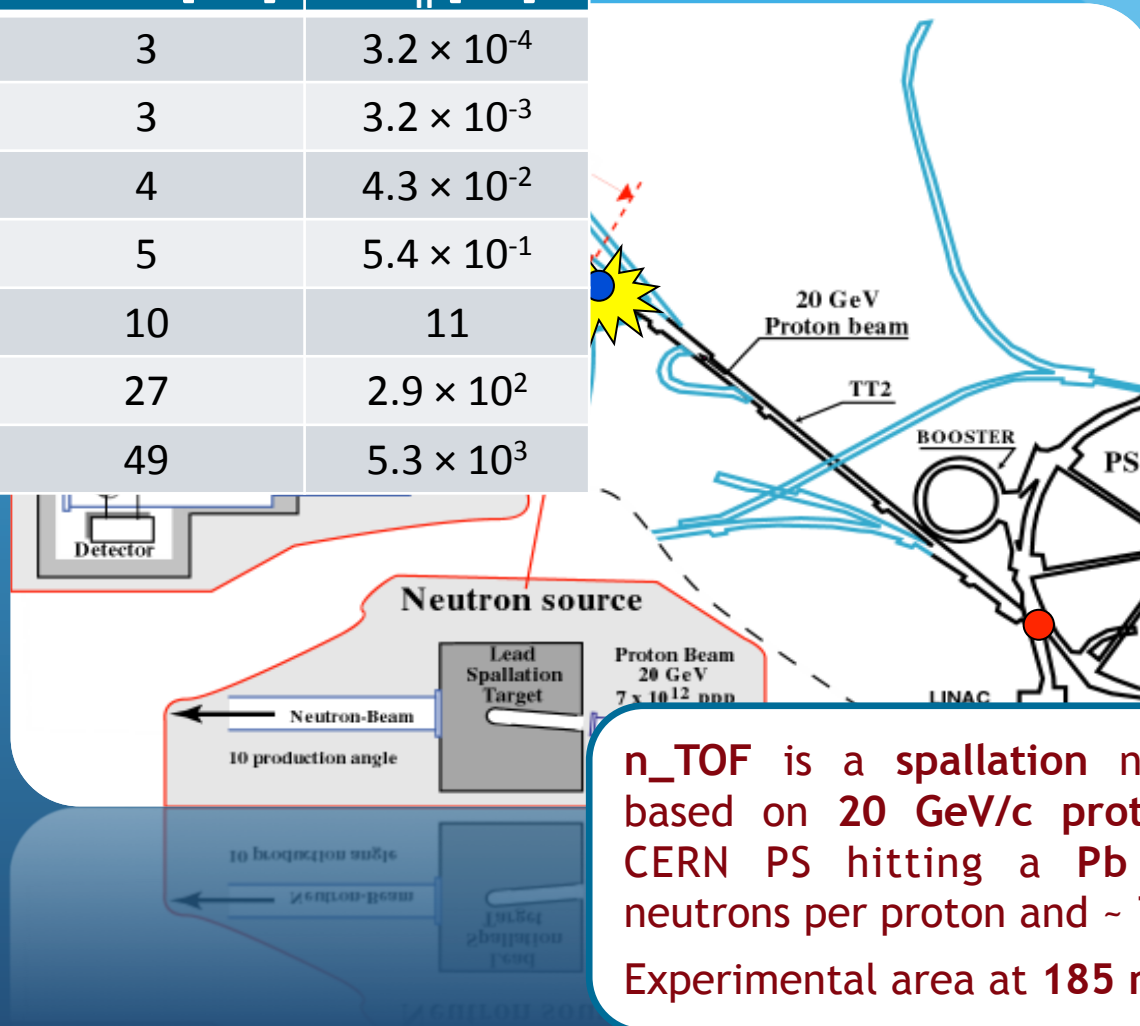 3 3.2 × 10⁻⁴
3 3.2 × 10⁻³
4 4.3 × 10⁻²
5 5.4 × 10⁻¹
10 11
27 2.9 × 10²
49 5.3 × 10³
20 GeV
Proton beam
TT2
BOOSTER
PS
LINAC
Detector
Neutron source
Lead
Spallation
Target
Proton Beam
20 GeV
7 x 10¹² ppp
Neutron-Beam
10 production angle
n_TOF is a spallation
based on 20 GeV/c
CERN PS hitting a Pb
neutrons per proton and ~
Experimental area at 185